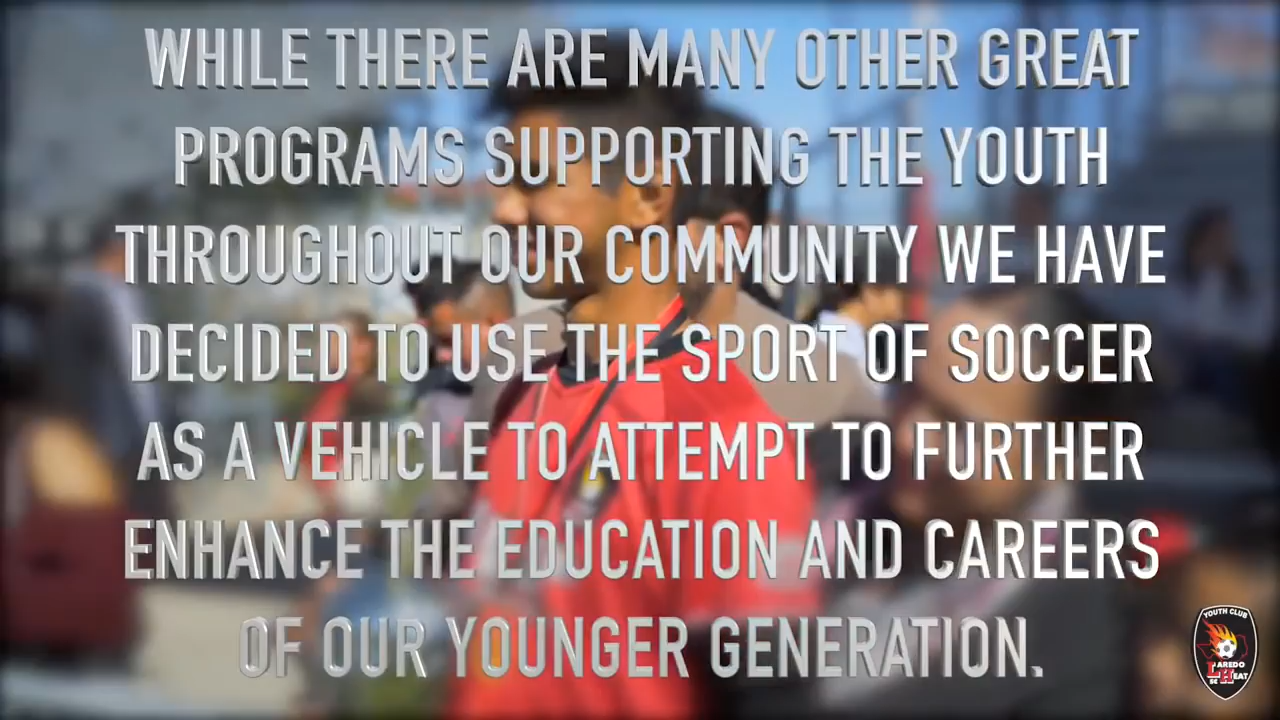 WHILE THERE ARE MANY OTHER GREAT
PROGRAMS SUPPORTING THE YOUTH
THROUGHOUT OUR COMMUNITY WE HAVE
DECIDED TO USE THE SPORT OF SOCCER
AS A VEHICLE TO ATTEMPT TO FURTHER
ENHANCE THE EDUCATION AND CAREERS
OF OUR YOUNGER GENERATION.
YOUTH CLUB
LAREDO
SC HEAT